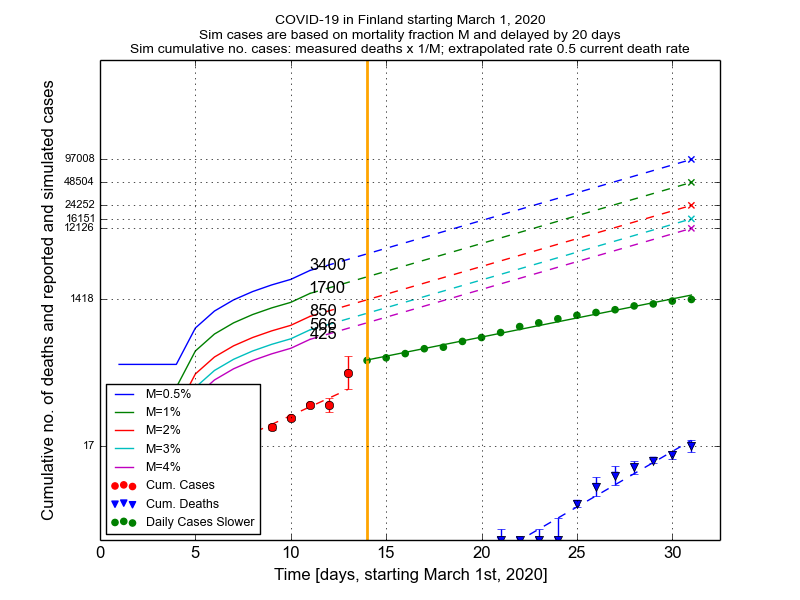 COVID-19 in Finland starting March 1, 2020
Sim cases are based on mortality fraction M and delayed by 20 days
Sim cumulative no. cases: measured deaths x 1/M; extrapolated rate 0.5 current death rate
Cumulative no. of deaths and reported and simulated cases
97008
48504
24252
16151
12126
1418
17
3400
1700
850
566
425
M=0.5%
M=1%
M=2%
M=3%
M=4%
Cum. Cases
Cum. Deaths
Daily Cases Slower
0 5 10 15 20 25 30
Time [days, starting March 1st, 2020]